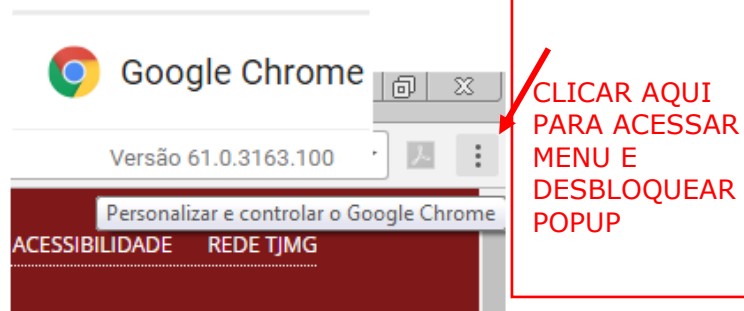 Google Chrome
Versão 61.0.3163.100
Personalizar e controlar o Google Chrome
ACESSIBILIDADE REDE TJMG
CLICAR AQUI
PARA ACESSAR
MENU E
DESBLOQUEAR
POPUP